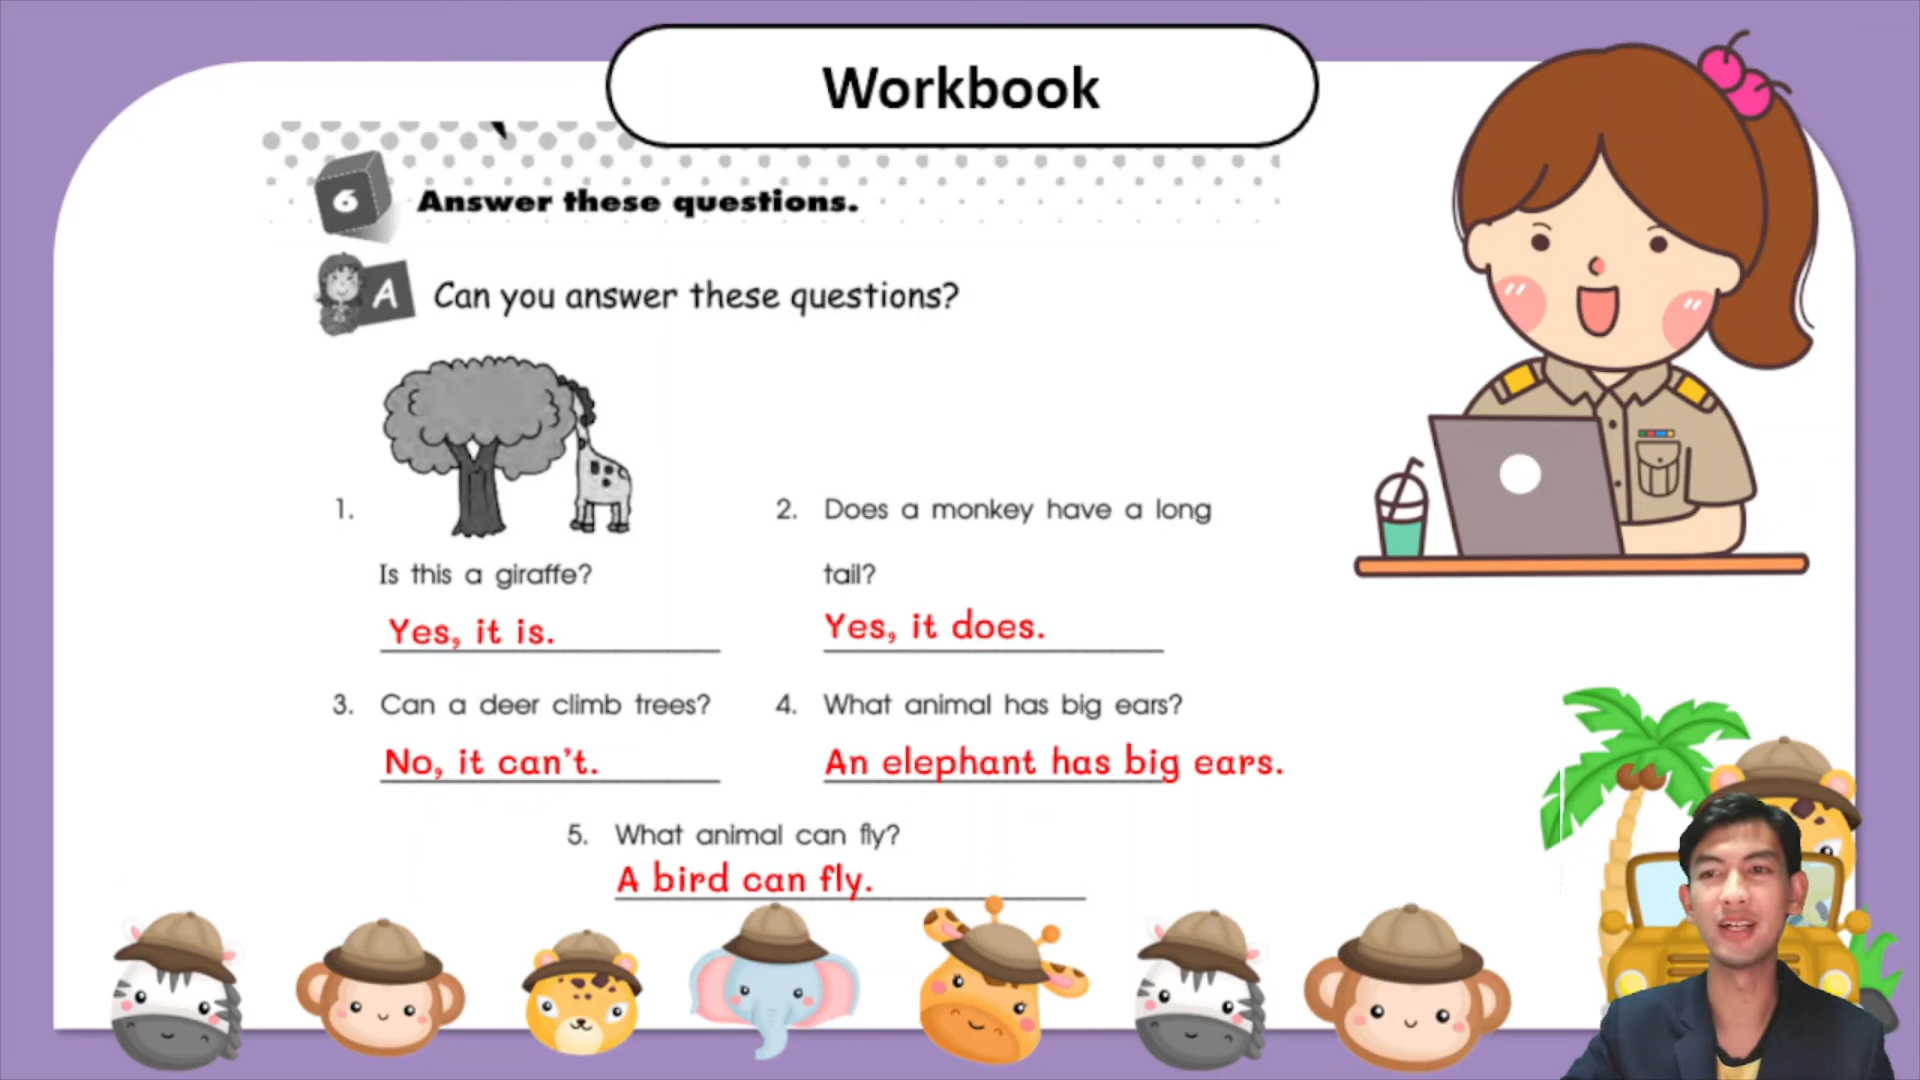 Workbook
6 Answer these questions.
A Can you answer these questions?
1.
Is this a giraffe?
Yes, it is.
2. Does a monkey have a long
tail?
Yes, it does.
3. Can a deer climb trees?
No, it can't.
4. What animal has big ears?
An elephant has big ears.
5. What animal can fly?
A bird can fly.